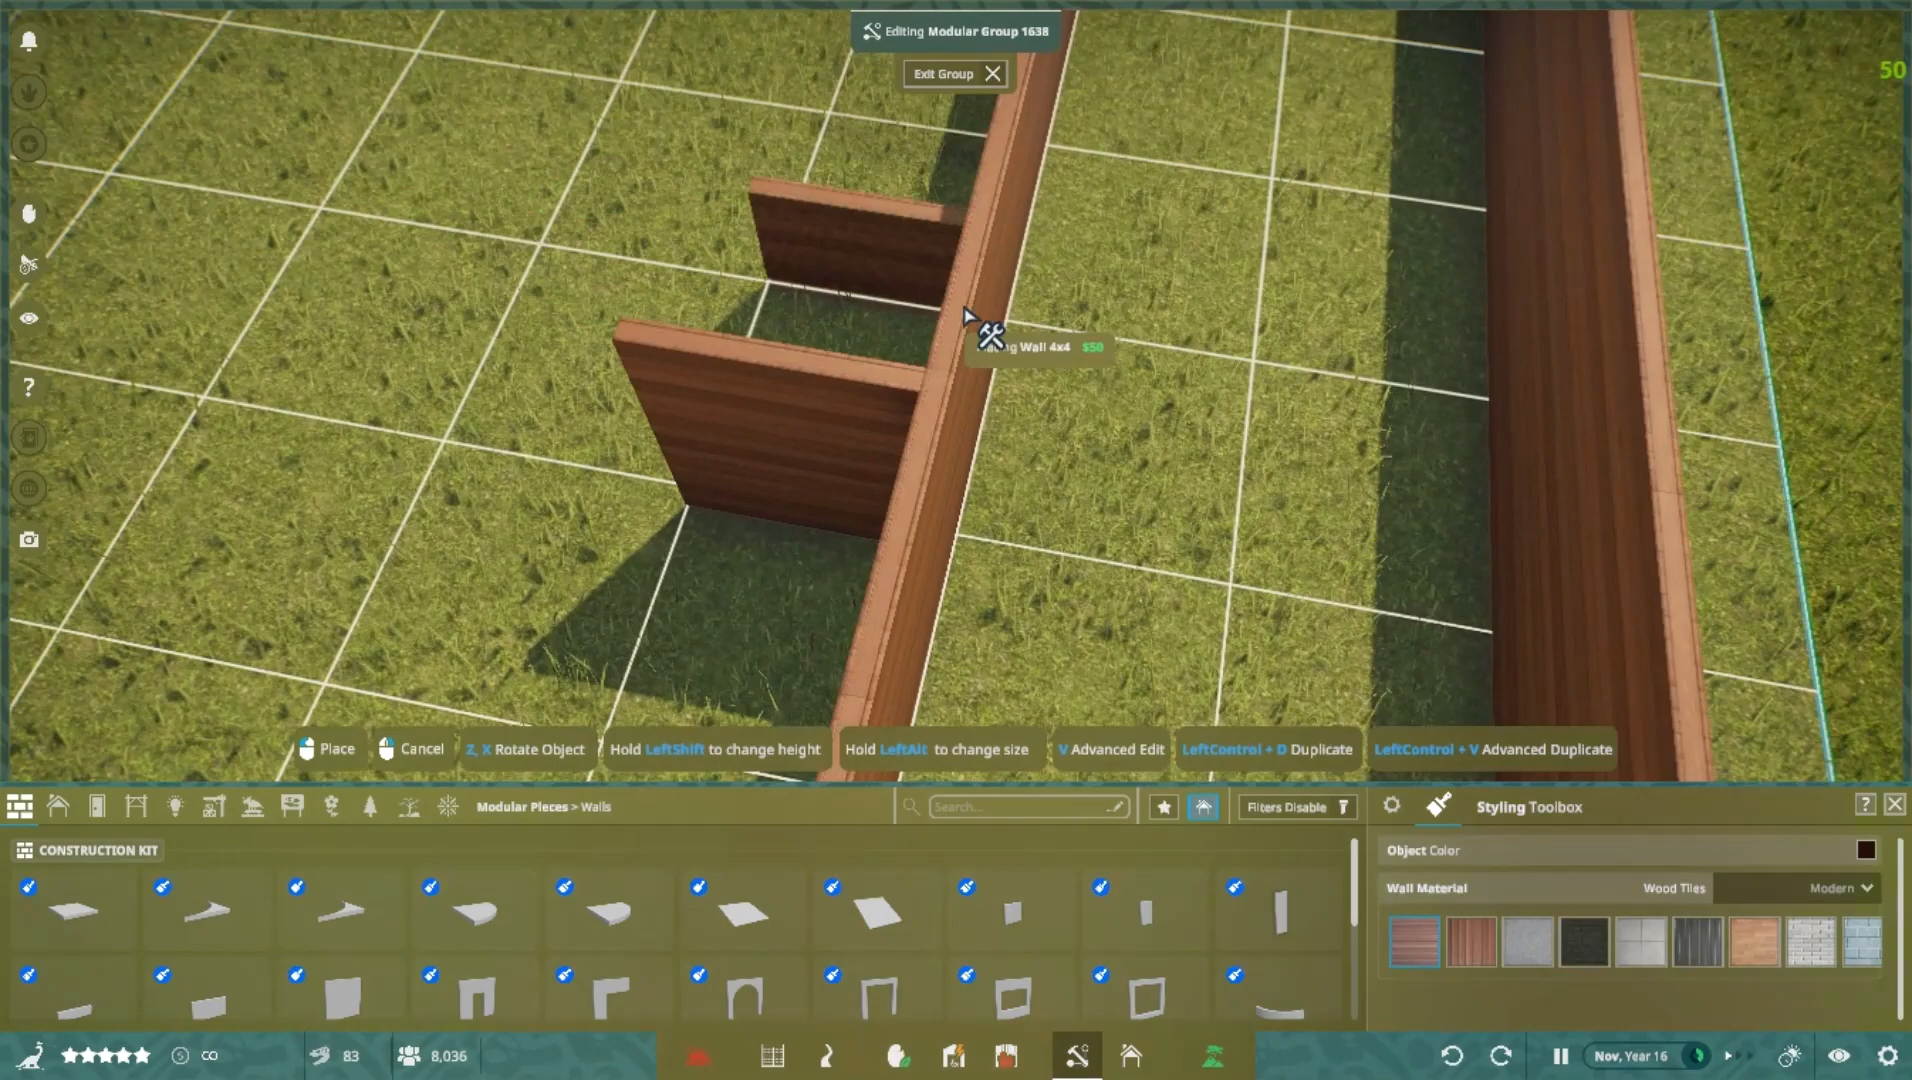 Editing Modular Group 1638
Exit Group
50
Wall 4x4 $50
Place
Cancel
Z, X Rotate Object
Hold LeftShift to change height
Hold LeftAlt to change size
V Advanced Edit
LeftControl + D Duplicate
LeftControl + V Advanced Duplicate
Modular Pieces > Walls
Search...
Filters Disable
Styling Toolbox
?
CONSTRUCTION KIT
Object Color
Wall Material
Wood Tiles
Modern
83
8,036
Nov, Year 16